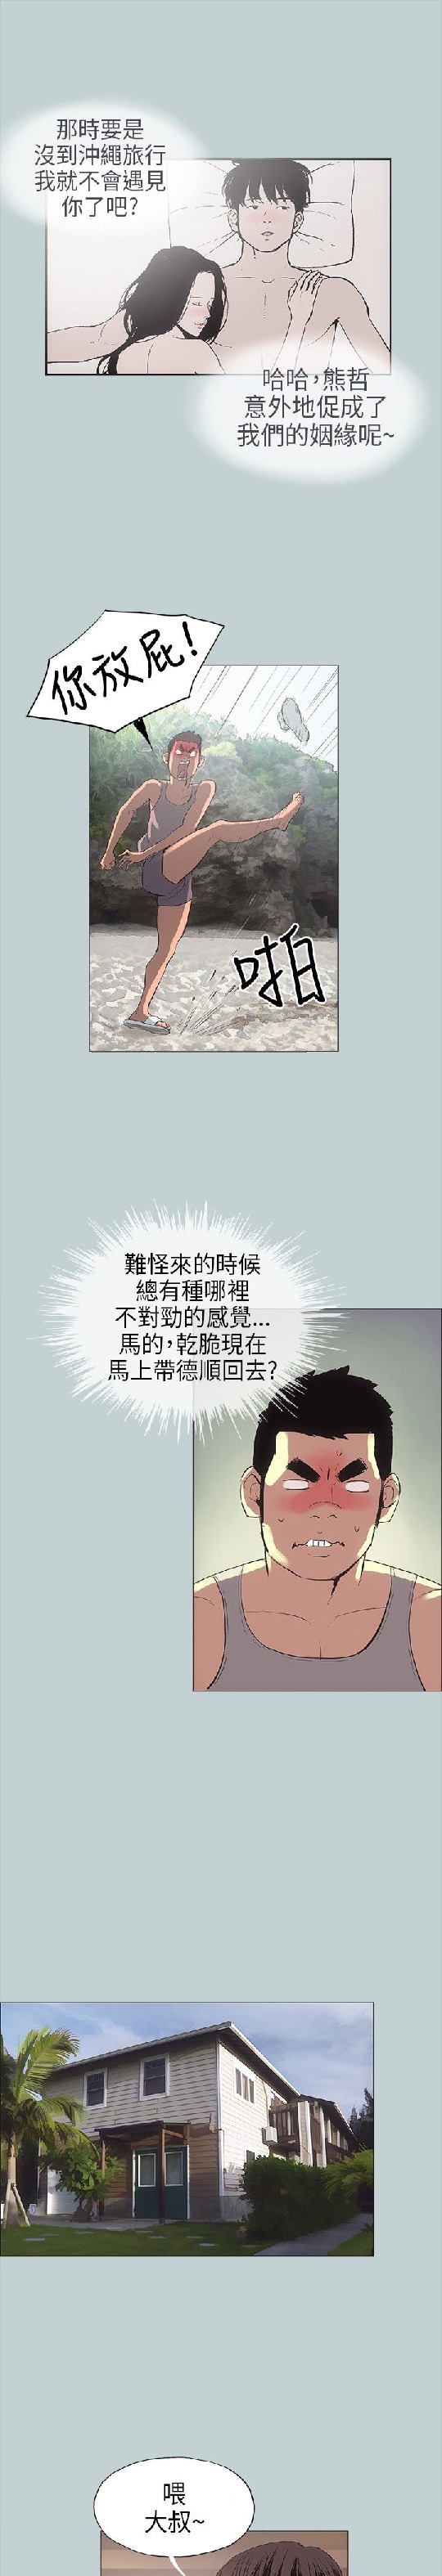 那時要是
沒到沖繩旅行
我就不會遇見
你了吧?
哈哈,熊哲
意外地促成了
我們的姻緣呢~
你放屁!
啪
難怪來的時候
總有種哪裡
不對勁的感覺...
馬的,乾脆現在
馬上帶德順回去?
喂
大叔~